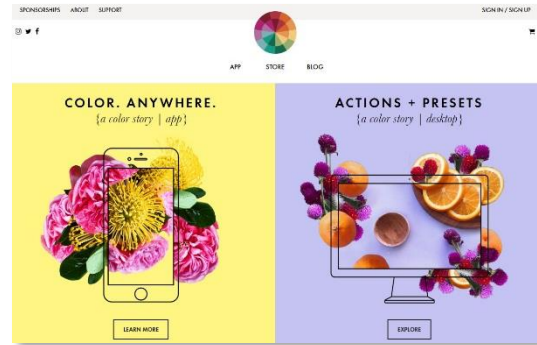 SPONSORSHIPS ABOUT SUPPORT SIGN IN / SIGN UP
APP STORE BLOG
COLOR. ANYWHERE.
{a color story | app}
LEARN MORE
ACTIONS + PRESETS
{a color story | desktop}
EXPLORE